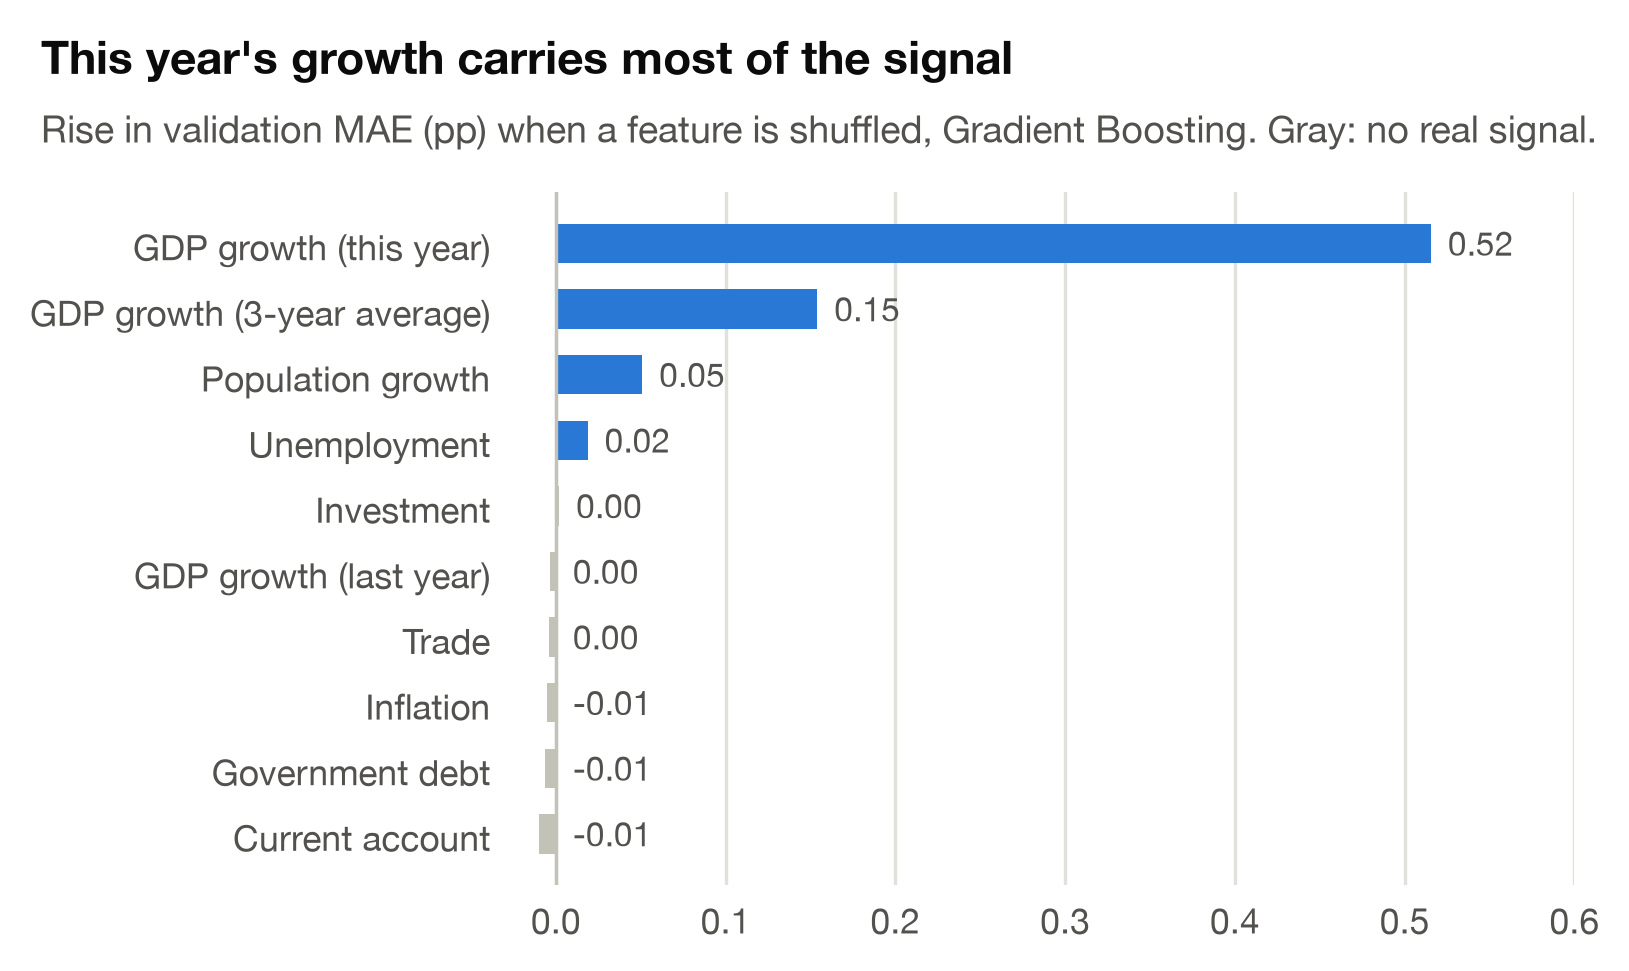 This year's growth carries most of the signal
Rise in validation MAE (pp) when a feature is shuffled, Gradient Boosting. Gray: no real signal.
GDP growth (this year) 0.52
GDP growth (3-year average) 0.15
Population growth 0.05
Unemployment 0.02
Investment 0.00
GDP growth (last year) 0.00
Trade 0.00
Inflation -0.01
Government debt -0.01
Current account -0.01
0.0 0.1 0.2 0.3 0.4 0.5 0.6